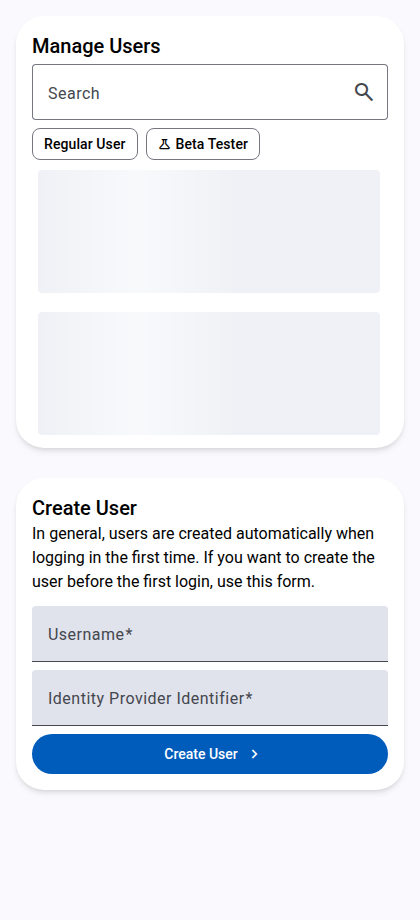 Manage Users
Search
Regular User
Beta Tester
Create User
In general, users are created automatically when
logging in the first time. If you want to create the
user before the first login, use this form.
Username*
Identity Provider Identifier*
Create User